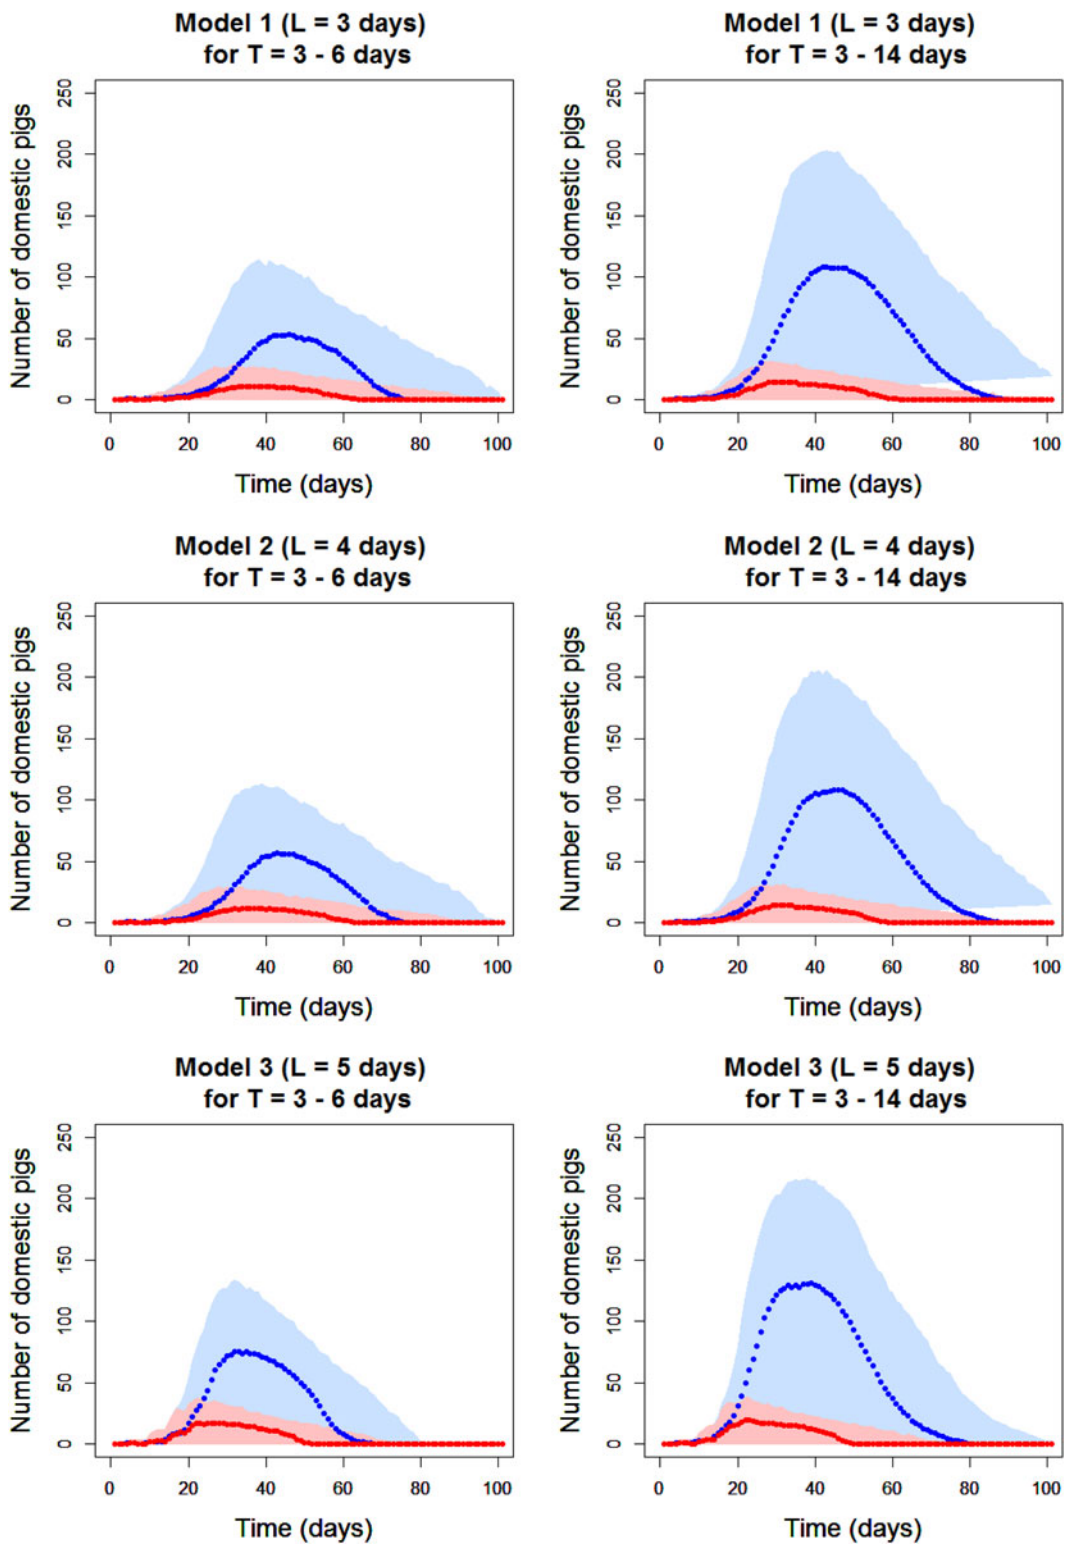 Model 1 (L = 3 days)
for T = 3 - 6 days
Number of domestic pigs
250
200
150
100
50
0
0 20 40 60 80 100
Time (days)
Model 1 (L = 3 days)
for T = 3 - 14 days
Number of domestic pigs
250
200
150
100
50
0
0 20 40 60 80 100
Time (days)
Model 2 (L = 4 days)
for T = 3 - 6 days
Number of domestic pigs
250
200
150
100
50
0
0 20 40 60 80 100
Time (days)
Model 2 (L = 4 days)
for T = 3 - 14 days
Number of domestic pigs
250
200
150
100
50
0
0 20 40 60 80 100
Time (days)
Model 3 (L = 5 days)
for T = 3 - 6 days
Number of domestic pigs
250
200
150
100
50
0
0 20 40 60 80 100
Time (days)
Model 3 (L = 5 days)
for T = 3 - 14 days
Number of domestic pigs
250
200
150
100
50
0
0 20 40 60 80 100
Time (days)